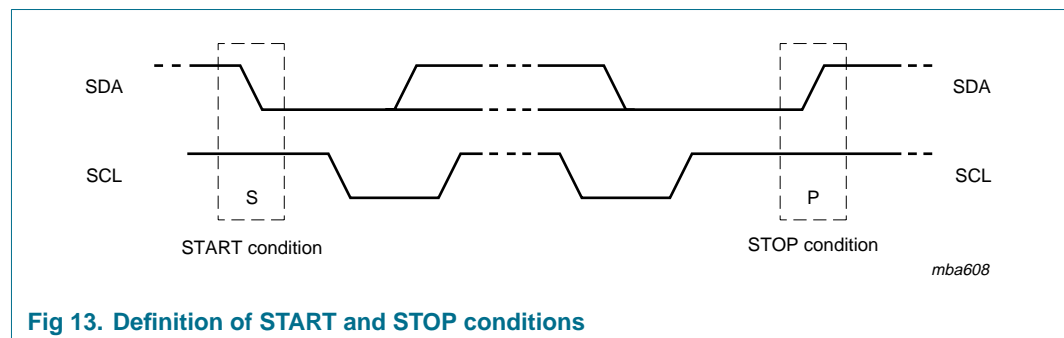 SDA SDA
SCL SCL
S P
START condition STOP condition
mba608
Fig 13. Definition of START and STOP conditions